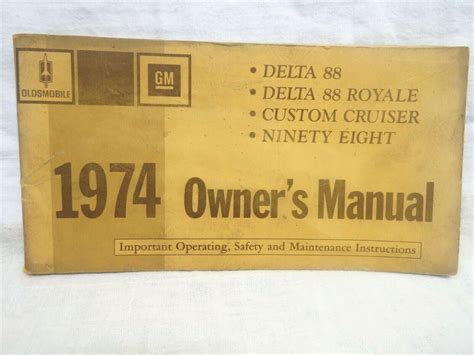 OLDSMOBILE
GM
• DELTA 88
• DELTA 88 ROYALE
• CUSTOM CRUISER
• NINETY EIGHT
1974 Owner's Manual
Important Operating, Safety and Maintenance Instructions